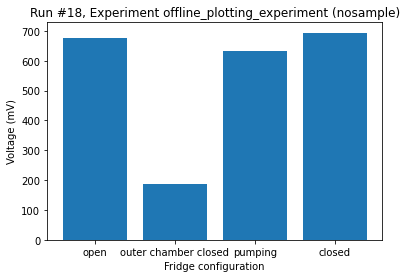 Run #18, Experiment offline_plotting_experiment (nosample)
700
600
500
400
300
200
100
0
Voltage (mV)
open outer chamber closed pumping closed
Fridge configuration